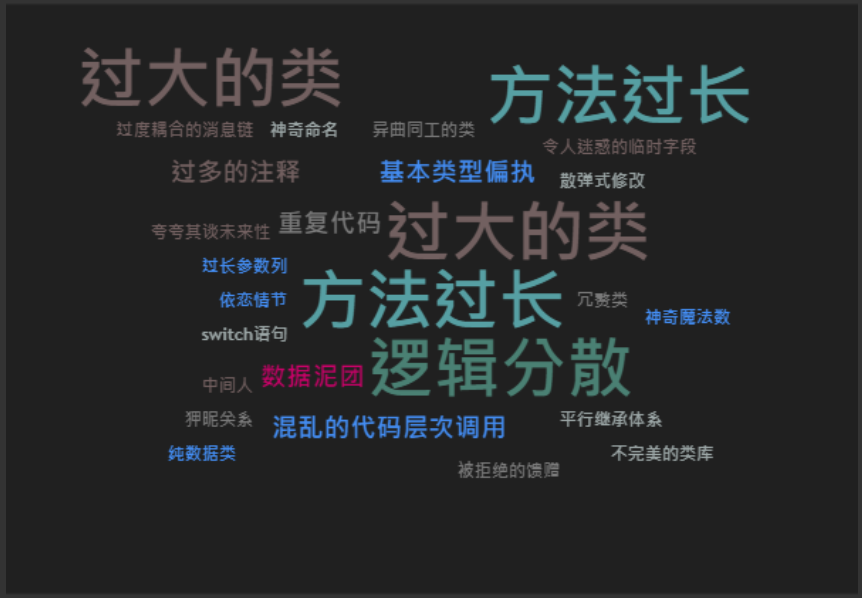 过大的类
方法过长
过度耦合的消息链 神奇命名 异曲同工的类
令人迷惑的临时字段
过多的注释 基本类型偏执 散弹式修改
夸夸其谈未来性 重复代码 过大的类
过长参数列
依恋情节 方法过长 冗赘类
神奇魔法数
switch语句
逻辑分散
中间人 数据泥团
狎昵关系 混乱的代码层次调用 平行继承体系
纯数据类 不完美的类库
被拒绝的馈赠